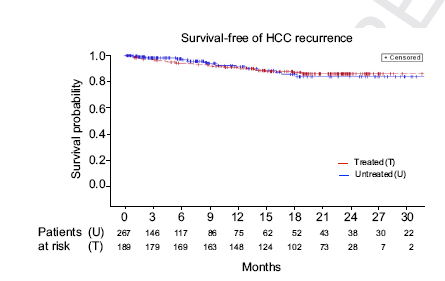 Survival-free of HCC recurrence
+ Censored
Survival probability
1.0
0.8
0.6
0.4
0.2
0.0
Treated (T)
Untreated (U)
0 3 6 9 12 15 18 21 24 27 30
Patients (U) 267 146 117 86 75 62 52 43 38 30 22
at risk (T) 189 179 169 163 148 124 102 73 28 7 2
Months